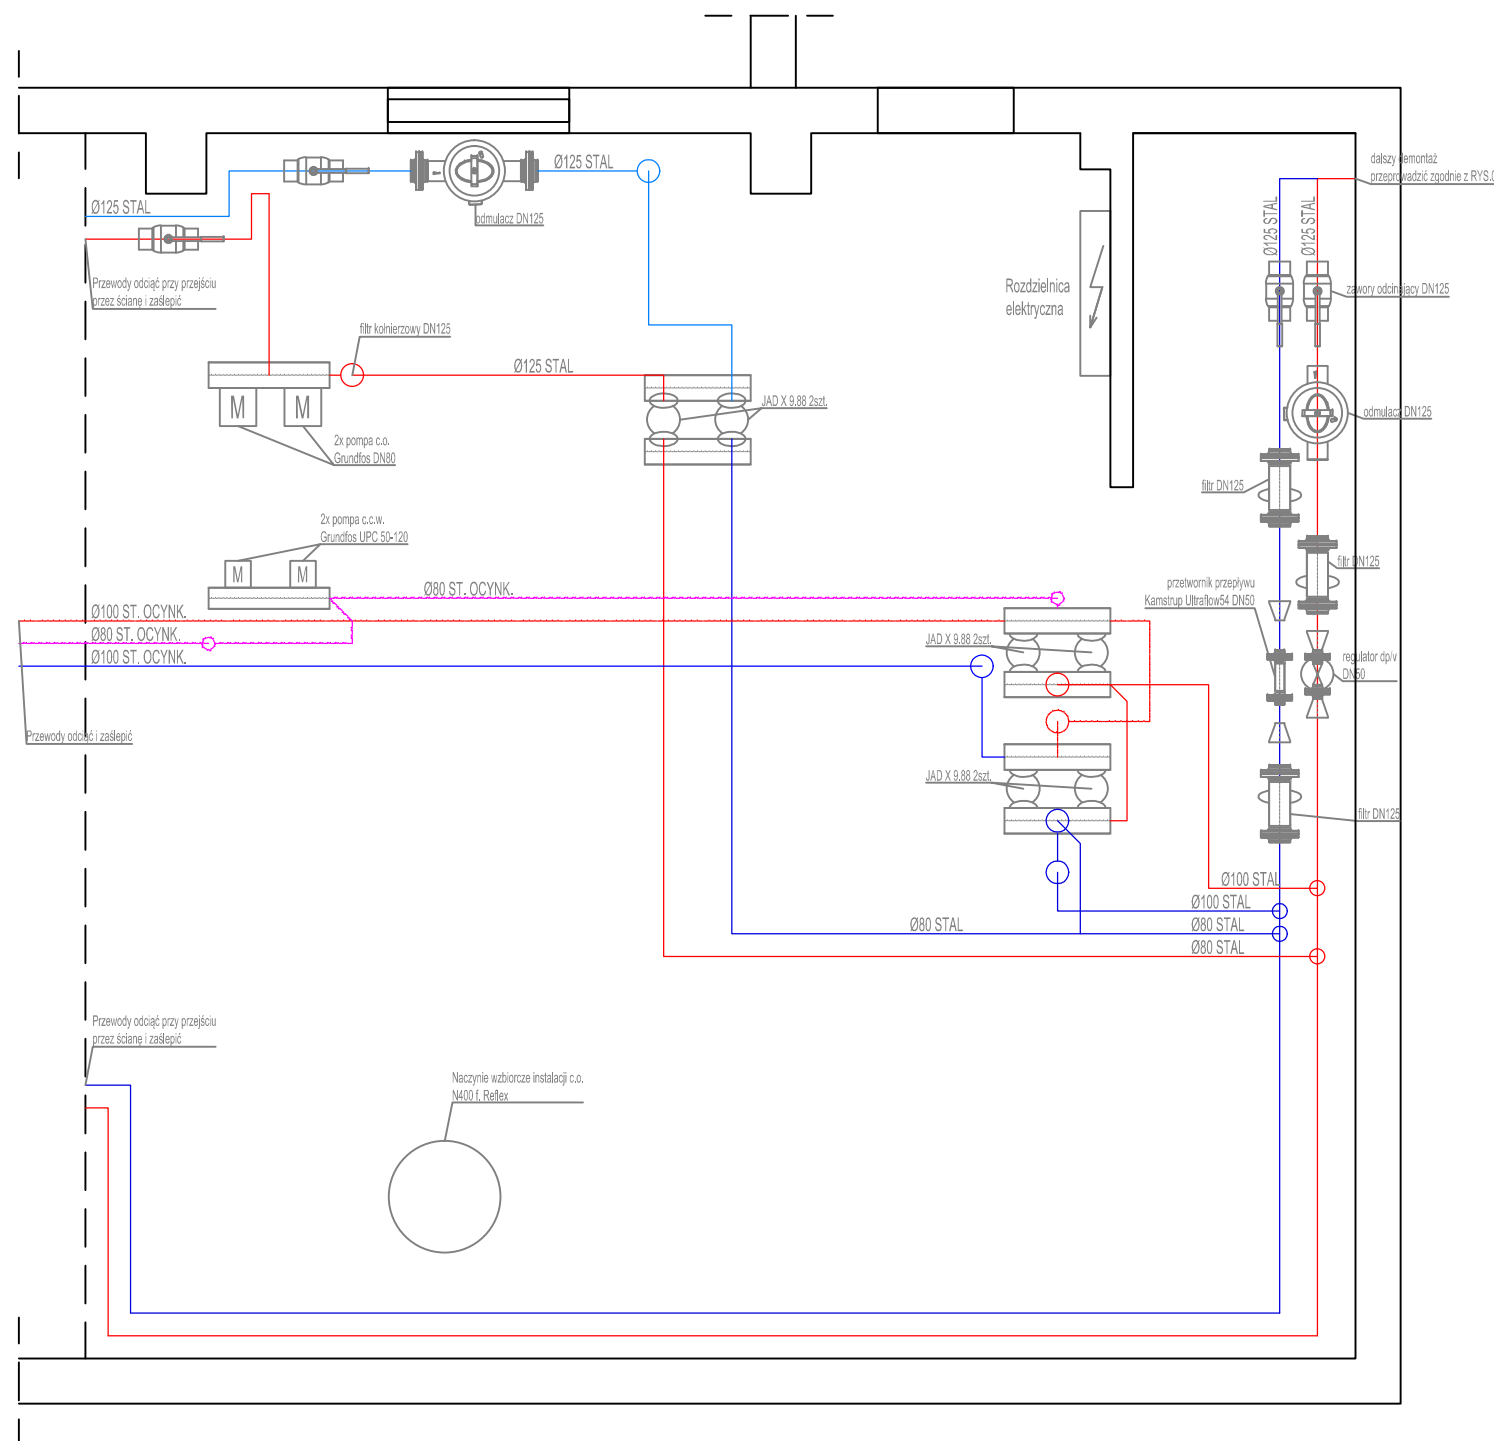 Ø125 STAL
odmulacz DN125
Ø125 STAL
Przewody odciąć przy przejściu
przez ścianę i zaślepić
filtr kołnierzowy DN125
Ø125 STAL
M
M
2x pompa c.o.
Grundfos DN80
JAD X 9.88 2szt.
Rozdzielnica
elektryczna
dalszy demontaż
przeprowadzić zgodnie z RYS.
Ø125 STAL
Ø125 STAL
zawory odcinający DN125
odmulacz DN125
filtr DN125
filtr DN125
2x pompa c.c.w.
Grundfos UPC 50-120
M
M
Ø80 ST. OCYNK.
Ø100 ST. OCYNK.
Ø80 ST. OCYNK.
Ø100 ST. OCYNK.
przetwornik przepływu
Kamstrup Ultraflow54 DN50
JAD X 9.88 2szt.
regulator dp/v
DN50
Przewody odciąć i zaślepić
JAD X 9.88 2szt.
filtr DN125
Ø100 STAL
Ø100 STAL
Ø80 STAL
Ø80 STAL
Ø80 STAL
Przewody odciąć przy przejściu
przez ścianę i zaślepić
Naczynie wzbiorcze instalacji c.o.
N400 f. Reflex